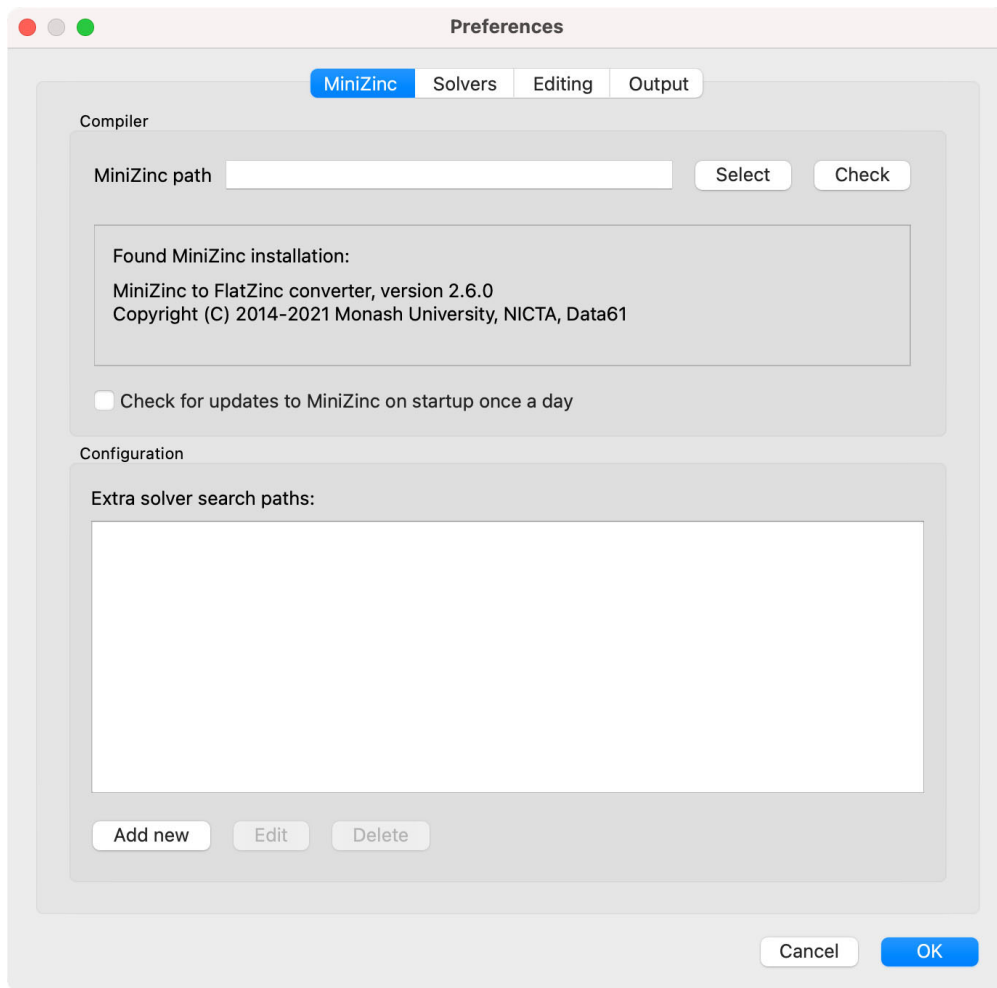 Preferences
MiniZinc Solvers Editing Output
Compiler
MiniZinc path Select Check
Found MiniZinc installation:
MiniZinc to FlatZinc converter, version 2.6.0
Copyright (C) 2014-2021 Monash University, NICTA, Data61
Check for updates to MiniZinc on startup once a day
Configuration
Extra solver search paths:
Add new Edit Delete
Cancel OK